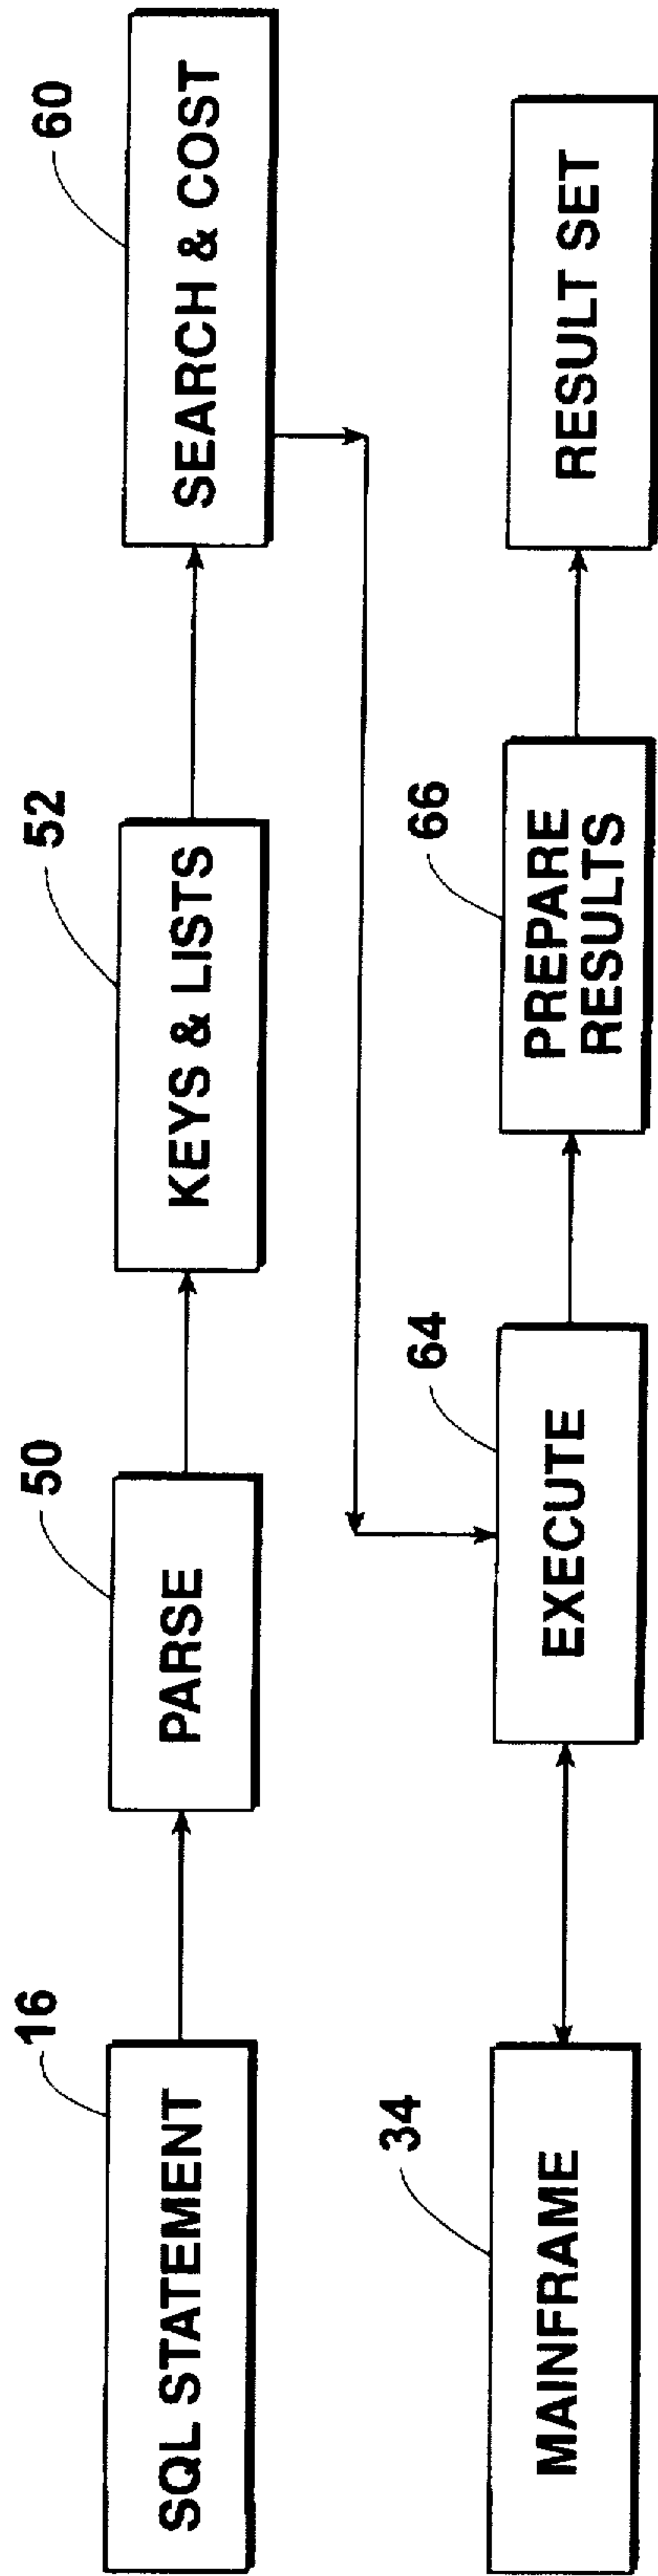 16
SQL STATEMENT
50
PARSE
52
KEYS & LISTS
60
SEARCH & COST
34
MAINFRAME
64
EXECUTE
66
PREPARE
RESULTS
RESULT SET